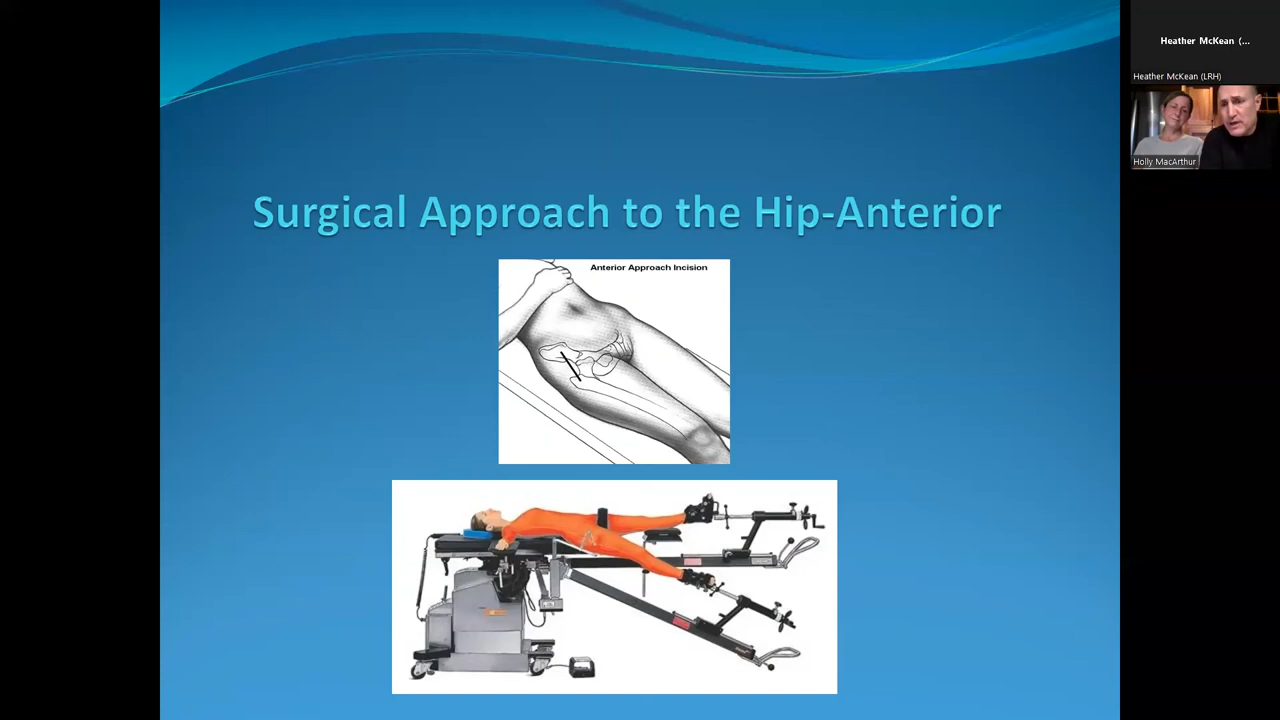 Surgical Approach to the Hip-Anterior
Anterior Approach Incision
Heather McKean (...
Heather McKean (LRH)
Holly MacArthur